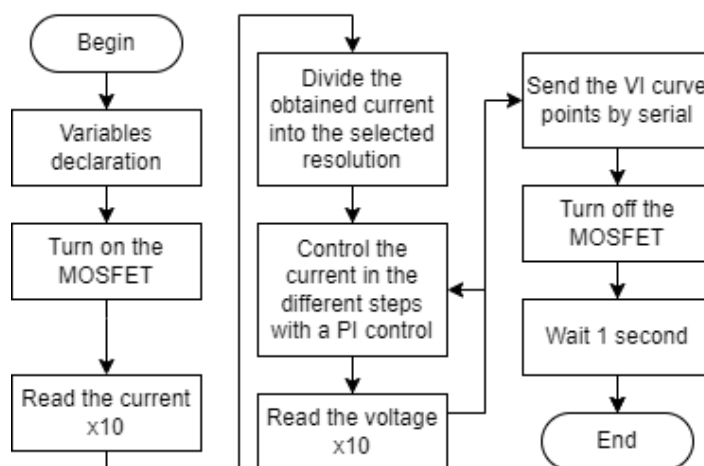 Begin
Variables
declaration
Turn on the
MOSFET
Read the current
x10
Divide the
obtained current
into the selected
resolution
Control the
current in the
different steps
with a PI control
Read the voltage
x10
Send the VI curve
points by serial
Turn off the
MOSFET
Wait 1 second
End